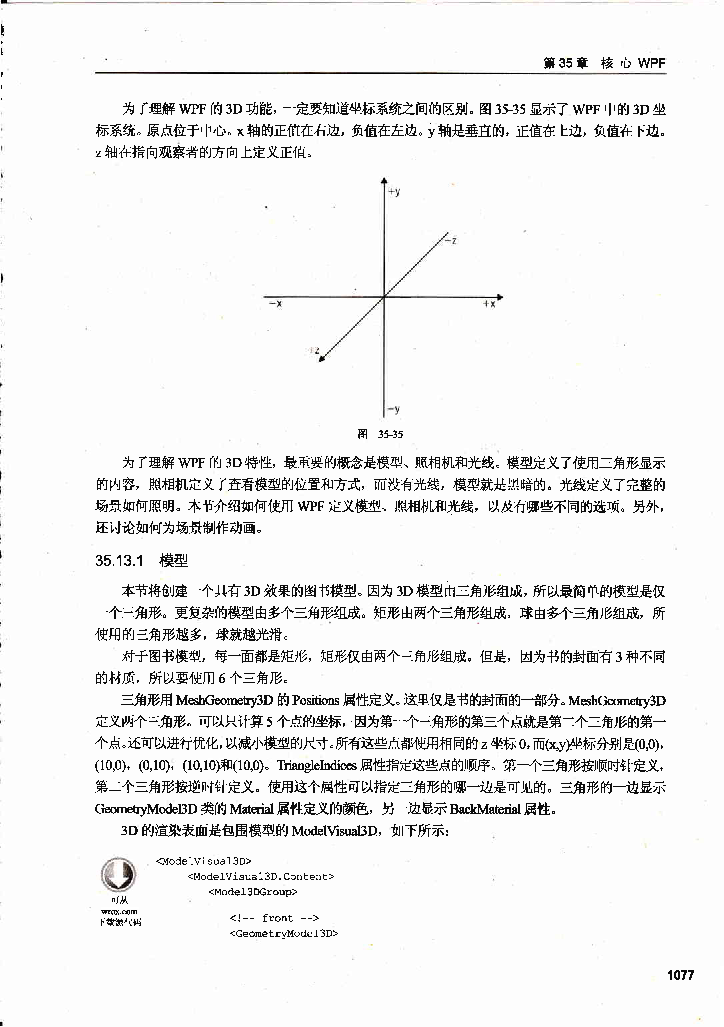 第35章 核 心 WPF
为了理解 WPF 的 3D 功能，一定要知道坐标系统之间的区别。图 35-35 显示了 WPF 中的 3D 坐
标系统。原点位于中心。x 轴的正值在右边，负值在左边。y 轴是垂直的，正值在上边，负值在下边。
z 轴在指向观察者的方向上定义正值。
+y
-z
-x
+x
+z
-y
图 35-35
为了理解 WPF 的 3D 特性，最重要的概念是模型、照相机和光线。模型定义了使用三角形显示
的内容，照相机定义了查看模型的位置和方式，而没有光线，模型就是黑暗的。光线定义了完整的
场景如何照明。本节介绍如何使用 WPF 定义模型、照相机和光线，以及有哪些不同的选项。另外，
还讨论如何为场景制作动画。
35.13.1 模型
本节将创建一个具有 3D 效果的图书模型。因为 3D 模型由三角形组成，所以最简单的模型是仅
一个三角形。更复杂的模型由多个三角形组成。矩形由两个三角形组成，球由多个三角形组成，所
使用的三角形越多，球就越光滑。
对于图书模型，每一面都是矩形，矩形仅由两个三角形组成。但是，因为书的封面有 3 种不同
的材质，所以要使用 6 个三角形。
三角形用 MeshGeometry3D 的 Positions 属性定义。这里仅是书的封面的一部分。MeshGeometry3D
定义两个三角形。可以只计算 5 个点的坐标，因为第一个三角形的第三个点就是第二个三角形的第一
个点。还可以进行优化，以减小模型的尺寸。所有这些点都使用相同的 z 坐标 0，而(x,y)坐标分别是(0,0)，
(10,0)，(0,10)，(10,10)和(10,0)。TriangleIndices 属性指定这些点的顺序。第一个三角形按顺时针定义，
第二个三角形按逆时针定义。使用这个属性可以指定三角形的哪一边是可见的。三角形的一边显示
GeometryModel3D 类的 Material 属性定义的颜色，另一边显示 BackMaterial 属性。
3D 的渲染表面是包围模型的 ModelVisual3D，如下所示：
<ModelVisual3D>
<ModelVisual3D.Content>
<Model3DGroup>
可从
wrox.com
下载源代码
<!-- front -->
<GeometryModel3D>
1077